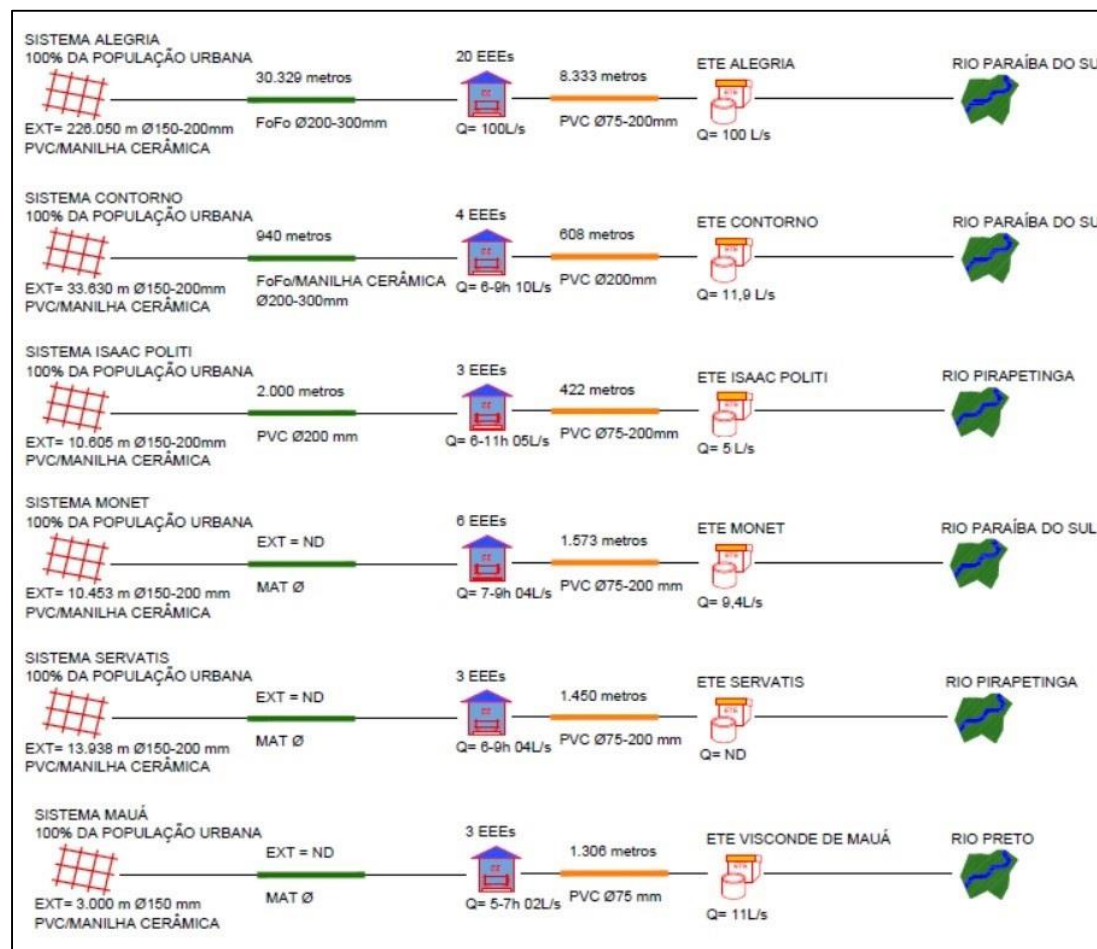 SISTEMA ALEGRIA
100% DA POPULAÇÃO URBANA
30.329 metros
20 EEEs
8.333 metros
ETE ALEGRIA
RIO PARAÍBA DO SU
EXT= 226.050 m Ø150-200mm
PVC/MANILHA CERÂMICA
FoFo Ø200-300mm
Q= 100L/s
PVC Ø75-200mm
Q= 100 L/s
SISTEMA CONTORNO
100% DA POPULAÇÃO URBANA
940 metros
4 EEEs
608 metros
ETE CONTORNO
RIO PARAÍBA DO SU
EXT= 33.630 m Ø150-200mm
PVC/MANILHA CERÂMICA
FoFo/MANILHA CERÂMICA
Ø200-300mm
Q= 6-9h 10L/s
PVC Ø200mm
Q= 11,9 L/s
SISTEMA ISAAC POLITI
100% DA POPULAÇÃO URBANA
2.000 metros
3 EEEs
422 metros
ETE ISAAC POLITI
RIO PIRAPETINGA
EXT= 10.605 m Ø150-200mm
PVC/MANILHA CERÂMICA
PVC Ø200 mm
Q= 6-11h 05L/s
PVC Ø75-200mm
Q= 5 L/s
SISTEMA MONET
100% DA POPULAÇÃO URBANA
EXT = ND
6 EEEs
1.573 metros
ETE MONET
RIO PARAÍBA DO SUL
EXT= 10.453 m Ø150-200 mm
PVC/MANILHA CERÂMICA
MAT Ø
Q= 7-9h 04L/s
PVC Ø75-200 mm
Q= 9,4L/s
SISTEMA SERVATIS
100% DA POPULAÇÃO URBANA
EXT = ND
3 EEEs
1.450 metros
ETE SERVATIS
RIO PIRAPETINGA
EXT= 13.938 m Ø150-200 mm
PVC/MANILHA CERÂMICA
MAT Ø
Q= 6-9h 04L/s
PVC Ø75-200 mm
Q= ND
SISTEMA MAUÁ
100% DA POPULAÇÃO URBANA
EXT = ND
3 EEEs
1.306 metros
ETE VISCONDE DE MAUÁ
RIO PRETO
EXT= 3.000 m Ø150 mm
PVC/MANILHA CERÂMICA
MAT Ø
Q= 5-7h 02L/s
PVC Ø75 mm
Q= 11L/s